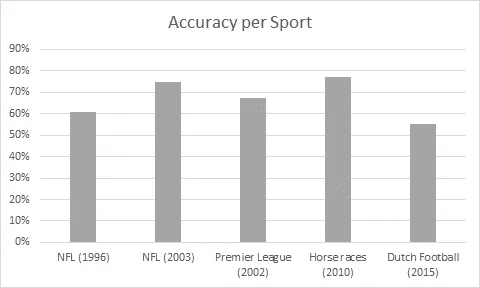 Accuracy per Sport
90%
80%
70%
60%
50%
40%
30%
20%
10%
0%
NFL (1996)
NFL (2003)
Premier League
(2002)
Horse races
(2010)
Dutch Football
(2015)